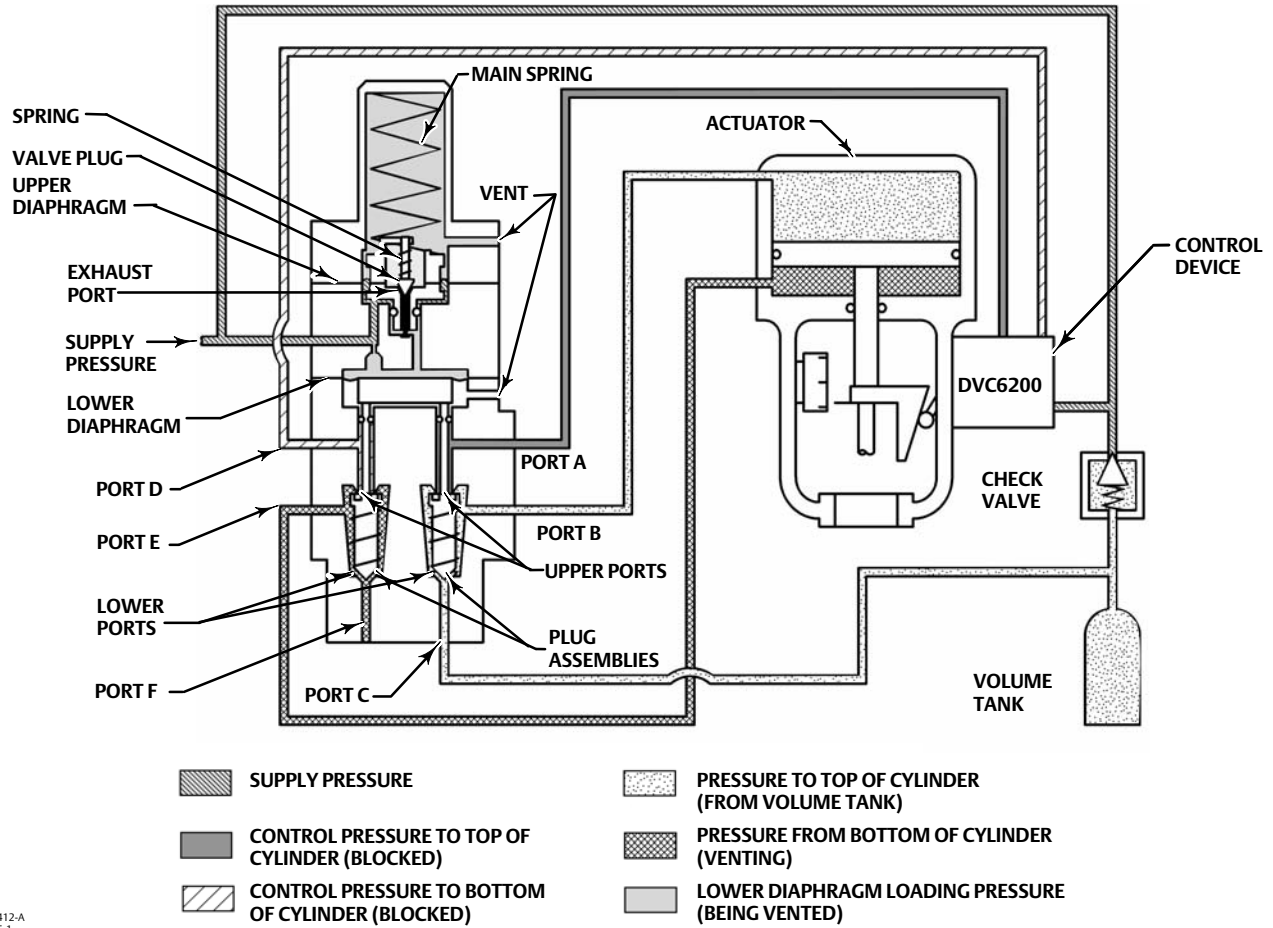 MAIN SPRING
SPRING
ACTUATOR
VALVE PLUG
UPPER
DIAPHRAGM
VENT
EXHAUST
PORT
CONTROL
DEVICE
SUPPLY
PRESSURE
DVC6200
LOWER
DIAPHRAGM
PORT A
PORT D
CHECK
VALVE
PORT E
PORT B
UPPER PORTS
LOWER
PORTS
PLUG
ASSEMBLIES
PORT F
PORT C
VOLUME
TANK
SUPPLY PRESSURE
CONTROL PRESSURE TO TOP OF
CYLINDER (BLOCKED)
CONTROL PRESSURE TO BOTTOM
OF CYLINDER (BLOCKED)
PRESSURE TO TOP OF CYLINDER
(FROM VOLUME TANK)
PRESSURE FROM BOTTOM OF CYLINDER
(VENTING)
LOWER DIAPHRAGM LOADING PRESSURE
(BEING VENTED)
412-A